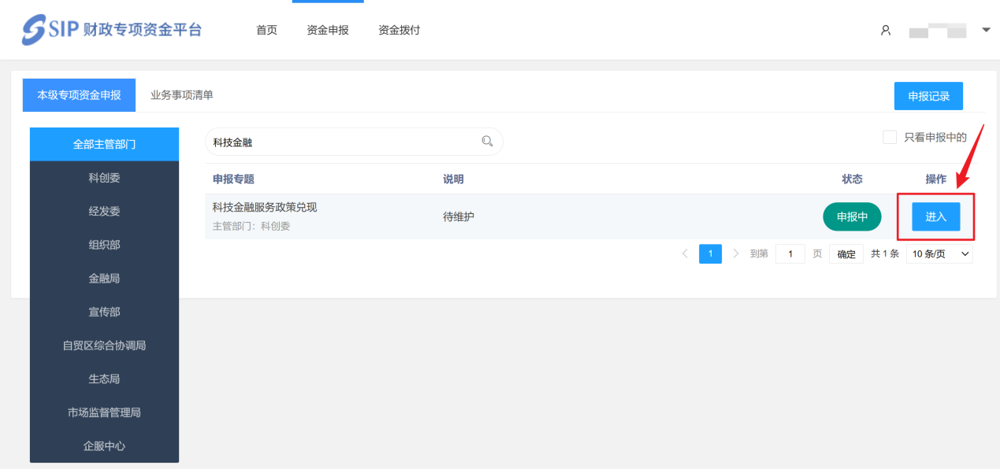 SIP 财政专项资金平台 首页 资金申报 资金拨付
本级专项资金申报 业务事项清单 申报记录
全部主管部门
科创委
经发委
组织部
金融局
宣传部
自贸区综合协调局
生态局
市场监督管理局
企服中心
科技金融 只看申报中的
申报专题 说明 状态 操作
科技金融服务政策兑现 待维护 申报中 进入
主管部门：科创委
1 到第 1 页 确定 共 1 条 10 条/页